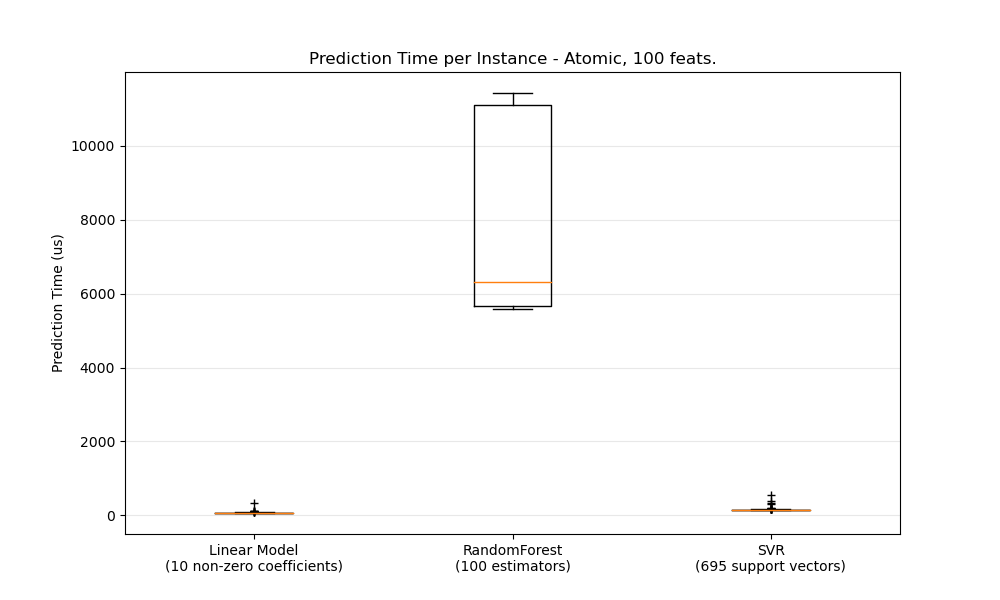 Prediction Time per Instance - Atomic, 100 feats.
Prediction Time (us)
10000
8000
6000
4000
2000
0
Linear Model
(10 non-zero coefficients)
RandomForest
(100 estimators)
SVR
(695 support vectors)